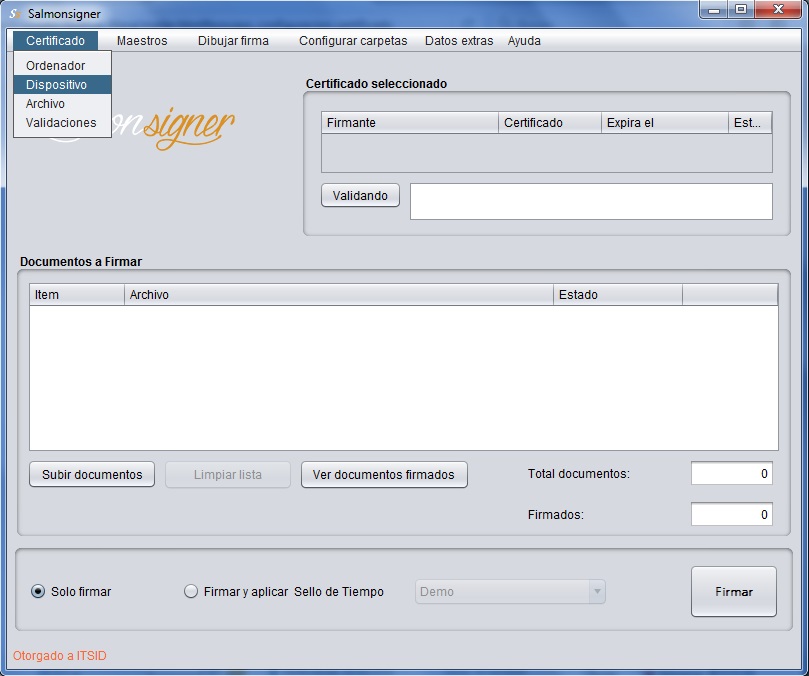 Salmonsigner
Certificado Maestros Dibujar firma Configurar carpetas Datos extras Ayuda
Ordenador
Dispositivo
Archivo
Validaciones
signer
Certificado seleccionado
Firmante Certificado Expira el Est...
Validando
Documentos a Firmar
Item Archivo Estado
Subir documentos Limpiar lista Ver documentos firmados Total documentos: 0
Firmados: 0
Solo firmar Firmar y aplicar Sello de Tiempo Demo Firmar
Otorgado a ITSID